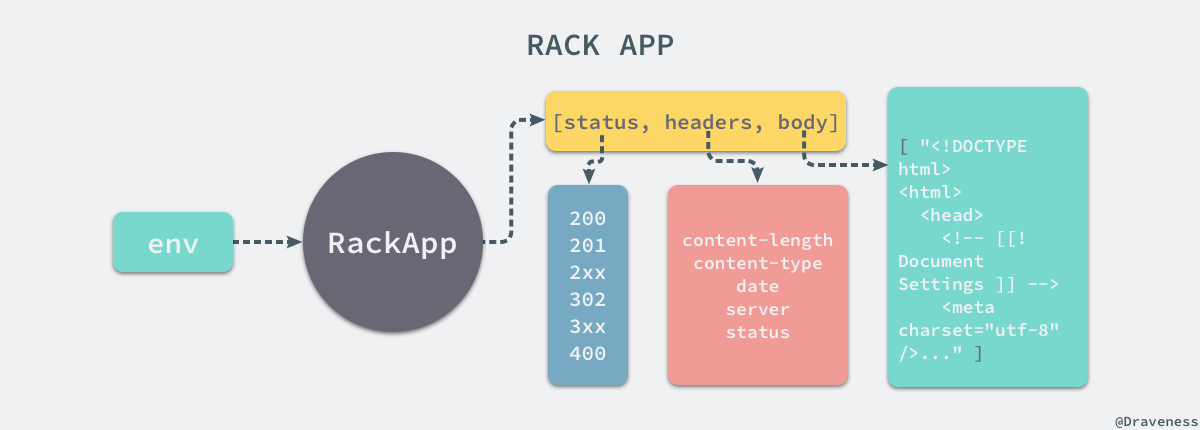 RACK APP
env
RackApp
[status, headers, body]
200
201
2xx
302
3xx
400
content-length
content-type
date
server
status
[ "<!DOCTYPE
html>
<html>
<head>
<!-- [[!
Document
Settings ]] -->
<meta
charset="utf-8"
/>..." ]
@Draveness